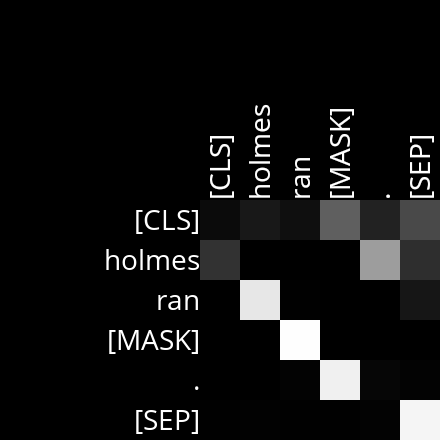 [CLS]
holmes
ran
[MASK]
.
[SEP]
[CLS]
holmes
ran
[MASK]
.
[SEP]